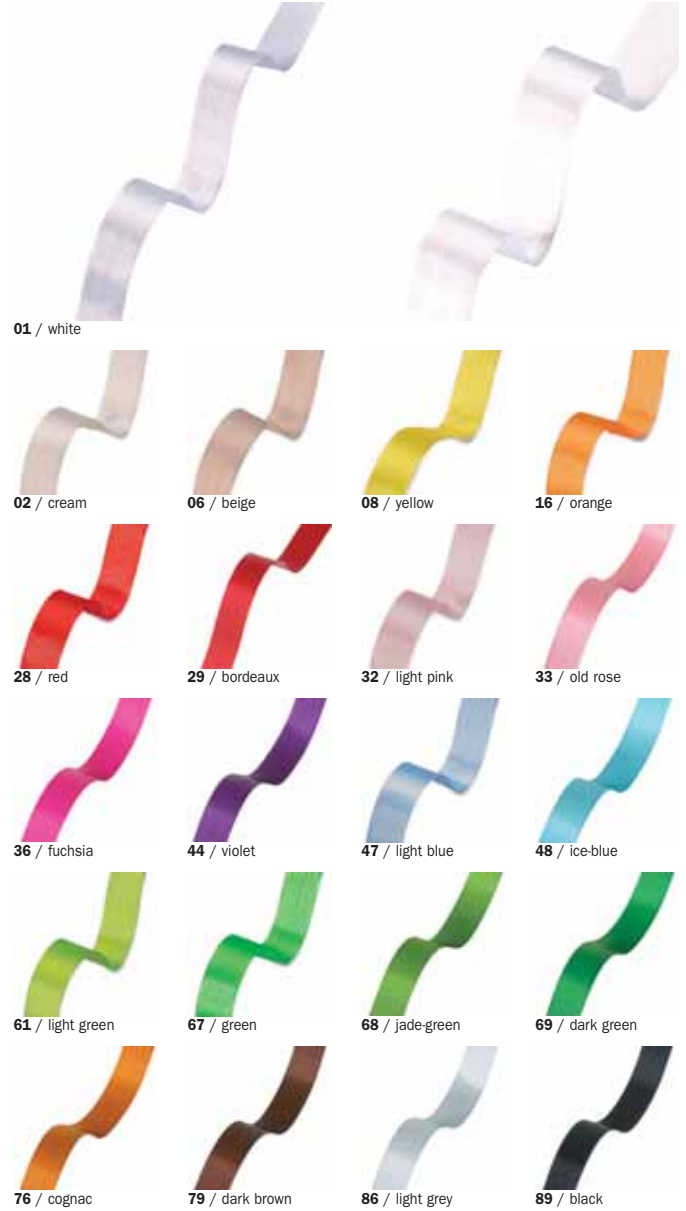 01 / white
02 / cream
06 / beige
08 / yellow
16 / orange
28 / red
29 / bordeaux
32 / light pink
33 / old rose
36 / fuchsia
44 / violet
47 / light blue
48 / ice-blue
61 / light green
67 / green
68 / jade-green
69 / dark green
76 / cognac
79 / dark brown
86 / light grey
89 / black